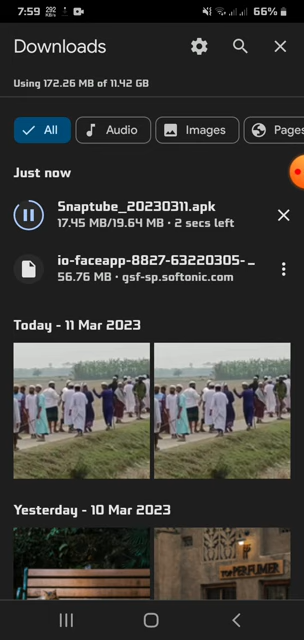 7:59 292 KB/s 66%
Downloads
Using 172.26 MB of 11.42 GB
All Audio Images Pages
Just now
Snaptube_20230311.apk
17.45 MB/19.64 MB • 2 secs left
io-faceapp-8827-63220305-_
56.76 MB • gsf-sp.softonic.com
Today - 11 Mar 2023
Yesterday - 10 Mar 2023
PERFUMER